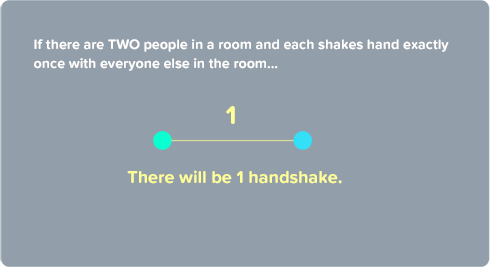 If there are TWO people in a room and each shakes hand exactly
once with everyone else in the room...
1
There will be 1 handshake.